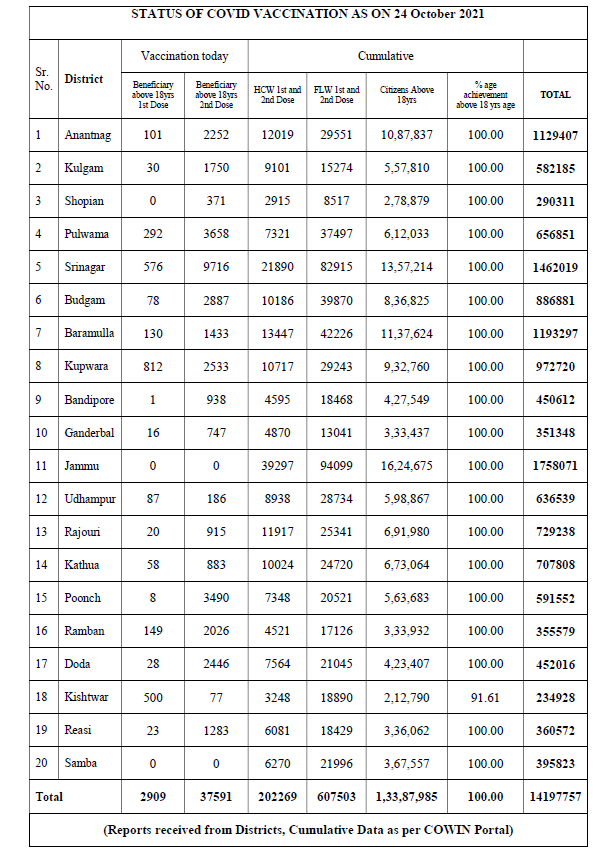 STATUS OF COVID VACCINATION AS ON 24 October 2021
Vaccination today Cumulative
Sr. No. District Beneficiary above 18yrs 1st Dose Beneficiary above 18yrs 2nd Dose HCW 1st and 2nd Dose FLW 1st and 2nd Dose Citizens Above 18yrs % age achievement above 18 yrs age TOTAL
1 Anantnag 101 2252 12019 29551 10,87,837 100.00 1129407
2 Kulgam 30 1750 9101 15274 5,57,810 100.00 582185
3 Shopian 0 371 2915 8517 2,78,879 100.00 290311
4 Pulwama 292 3658 7321 37497 6,12,033 100.00 656851
5 Srinagar 576 9716 21890 82915 13,57,214 100.00 1462019
6 Budgam 78 2887 10186 39870 8,36,825 100.00 886881
7 Baramulla 130 1433 13447 42226 11,37,624 100.00 1193297
8 Kupwara 812 2533 10717 29243 9,32,760 100.00 972720
9 Bandipore 1 938 4595 18468 4,27,549 100.00 450612
10 Ganderbal 16 747 4870 13041 3,33,437 100.00 351348
11 Jammu 0 0 39297 94099 16,24,675 100.00 1758071
12 Udhampur 87 186 8938 28734 5,98,867 100.00 636539
13 Rajouri 20 915 11917 25341 6,91,980 100.00 729238
14 Kathua 58 883 10024 24720 6,73,064 100.00 707808
15 Poonch 8 3490 7348 20521 5,63,683 100.00 591552
16 Ramban 149 2026 4521 17126 3,33,932 100.00 355579
17 Doda 28 2446 7564 21045 4,23,407 100.00 452016
18 Kishtwar 500 77 3248 18890 2,12,790 91.61 234928
19 Reasi 23 1283 6081 18429 3,36,062 100.00 360572
20 Samba 0 0 6270 21996 3,67,557 100.00 395823
Total 2909 37591 202269 607503 1,33,87,985 100.00 14197757
(Reports received from Districts, Cumulative Data as per COWIN Portal)